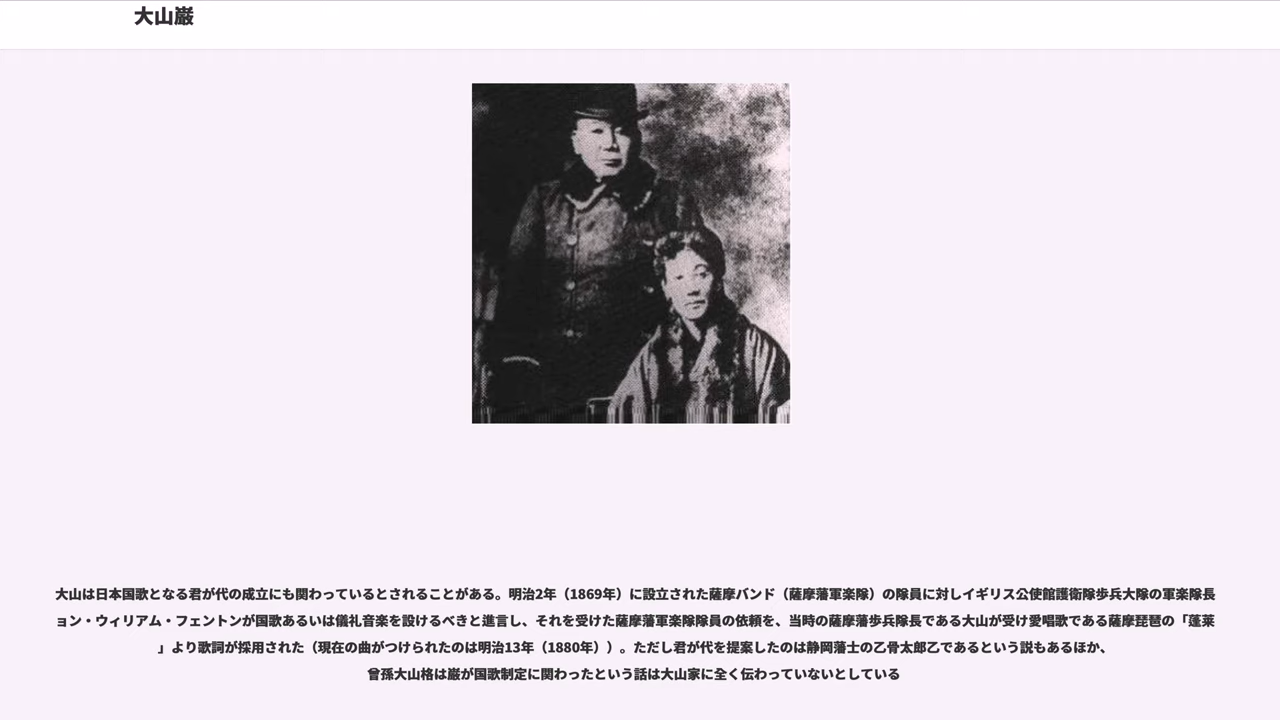 大山巌
大山は日本国歌となる君が代の成立にも関わっているとされることがある。明治2年（1869年）に設立された薩摩バンド（薩摩藩軍楽隊）の隊員に対しイギリス公使館護衛隊歩兵大隊の軍楽隊長
ョン・ウィリアム・フェントンが国歌あるいは儀礼音楽を設けるべきと進言し、それを受けた薩摩藩軍楽隊隊員の依頼を、当時の薩摩藩歩兵隊長である大山が受け愛唱歌である薩摩琵琶の「蓬莱
」より歌詞が採用された（現在の曲がつけられたのは明治13年（1880年））。ただし君が代を提案したのは静岡藩士の乙骨太郎乙であるという説もあるほか、
曾孫大山格は巌が国歌制定に関わったという話は大山家に全く伝わっていないとしている